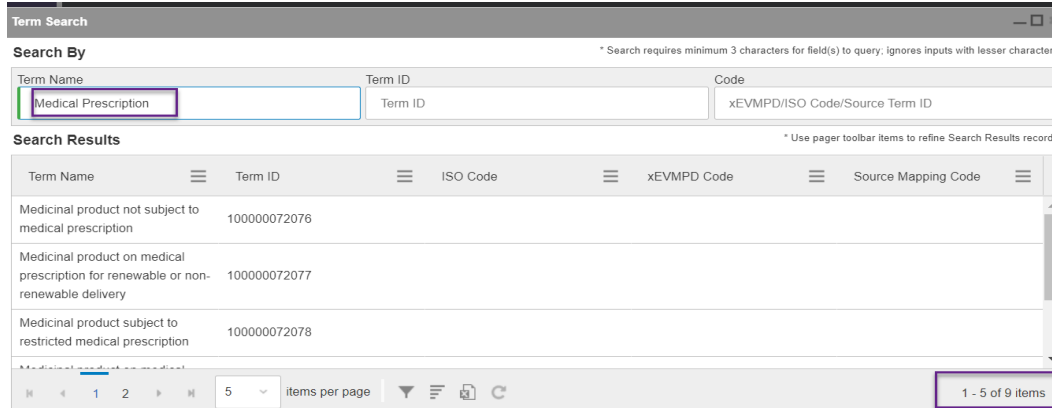 Term Search
Search By
* Search requires minimum 3 characters for field(s) to query; ignores inputs with lesser character
Term Name Term ID Code
Medical Prescription Term ID xEVMPD/ISO Code/Source Term ID
Search Results
* Use pager toolbar items to refine Search Results record
Term Name Term ID ISO Code xEVMPD Code Source Mapping Code
Medicinal product not subject to
medical prescription
100000072076
Medicinal product on medical
prescription for renewable or non-
renewable delivery
100000072077
Medicinal product subject to
restricted medical prescription
100000072078
Medicinal product on medical
1 2 5 items per page 1 - 5 of 9 items